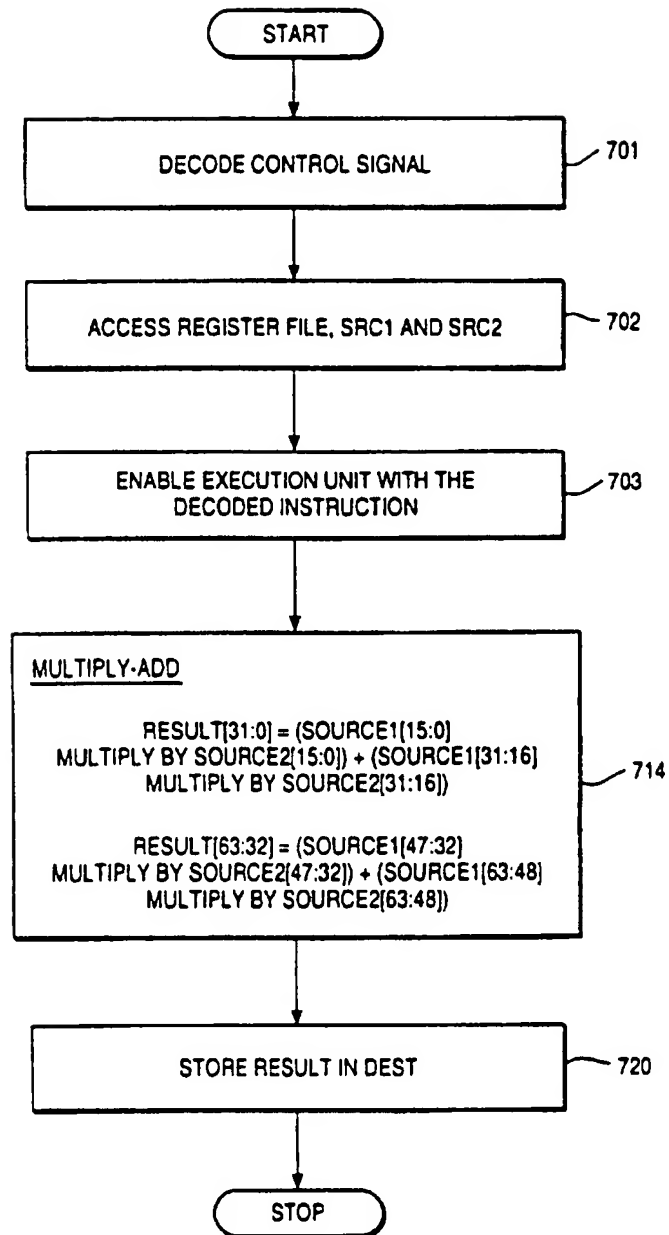 START
DECODE CONTROL SIGNAL
701
ACCESS REGISTER FILE, SRC1 AND SRC2
702
ENABLE EXECUTION UNIT WITH THE
DECODED INSTRUCTION
703
MULTIPLY-ADD
RESULT[31:0] = (SOURCE1[15:0]
MULTIPLY BY SOURCE2[15:0]) + (SOURCE1[31:16]
MULTIPLY BY SOURCE2[31:16])
RESULT[63:32] = (SOURCE1[47:32]
MULTIPLY BY SOURCE2[47:32]) + (SOURCE1[63:48]
MULTIPLY BY SOURCE2[63:48])
714
STORE RESULT IN DEST
720
STOP